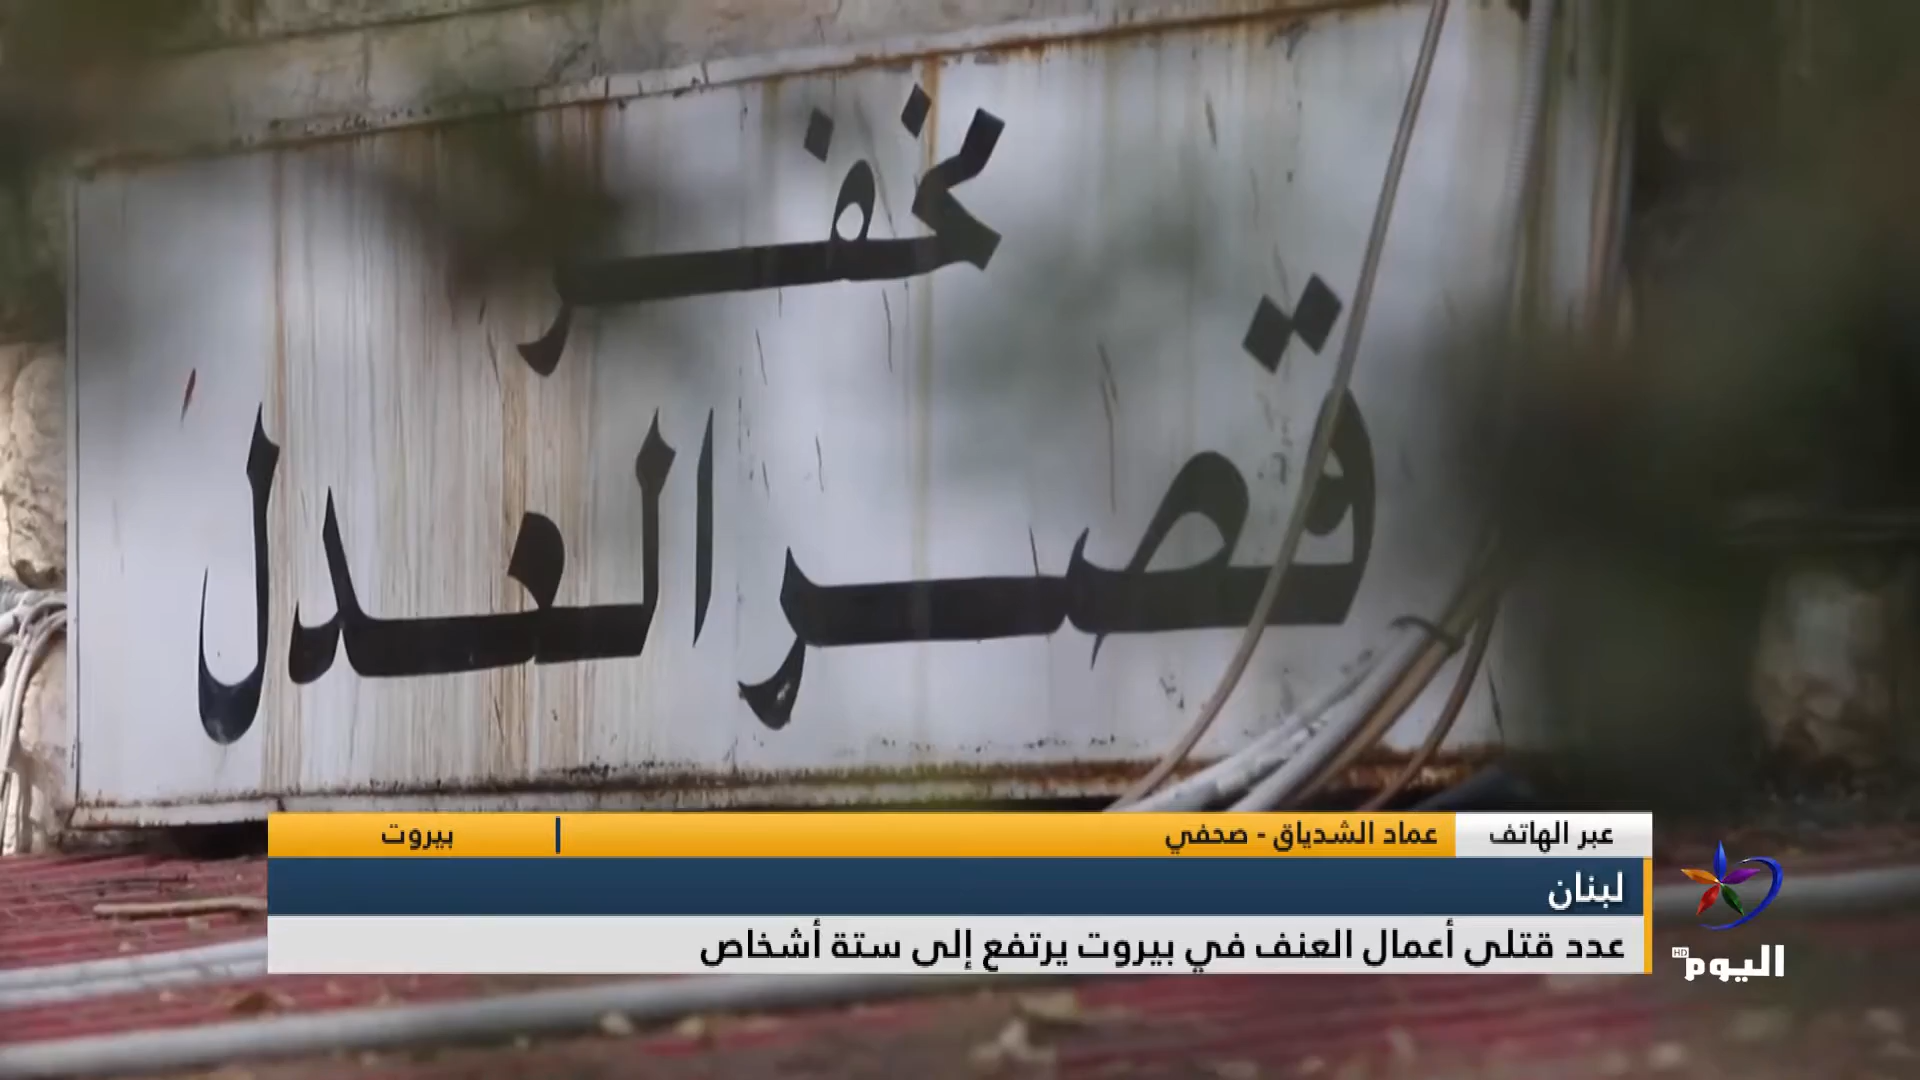 مخفر
قصر العدل
عبر الهاتف
عماد الشدياق - صحفي
بيروت
لبنان
عدد قتلى أعمال العنف في بيروت يرتفع إلى ستة أشخاص
اليوم HD